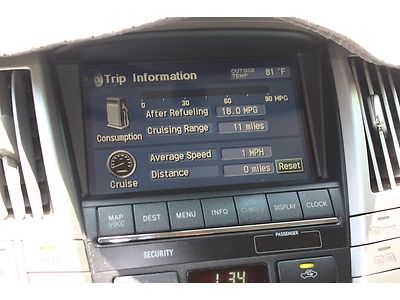 Trip Information
OUTSIDE TEMP 81 °F
0 30 60 80 MPG
After Refueling 18.0 MPG
Cruising Range 11 miles
Consumption
Average Speed 1 MPH
Distance 0 miles Reset
Cruise
MAP VOICE DEST MENU INFO CLIMATE DISPLAY CLOCK
PASSENGER
SECURITY
1:34
AUTO